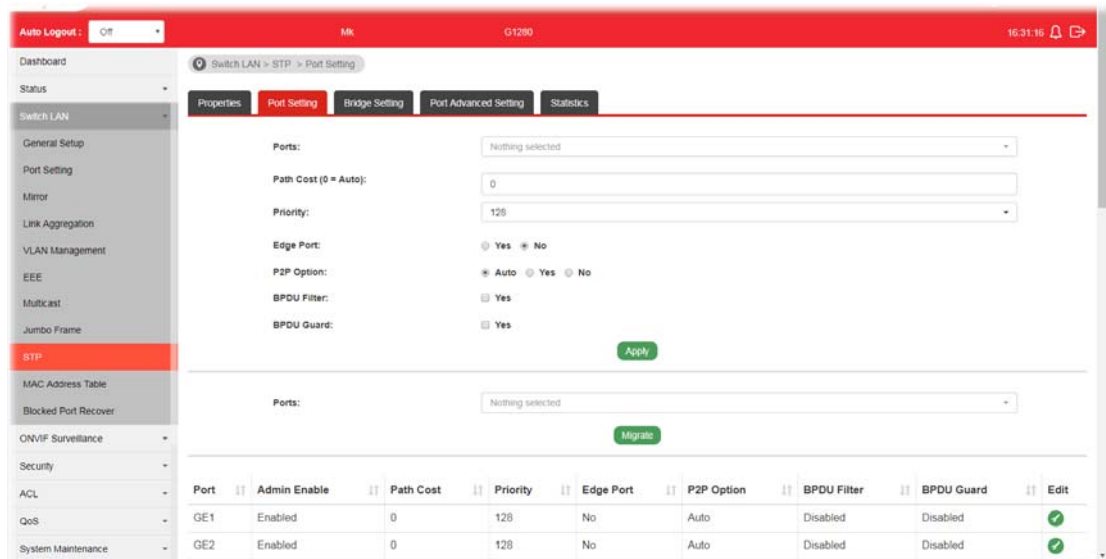 Auto Logout : Off Mk G1280 16:31:16
Dashboard
Status
Switch LAN
General Setup
Port Setting
Mirror
Link Aggregation
VLAN Management
EEE
Multicast
Jumbo Frame
STP
MAC Address Table
Blocked Port Recover
ONVIF Surveillance
Security
ACL
QoS
System Maintenance
Switch LAN > STP > Port Setting
Properties Port Setting Bridge Setting Port Advanced Setting Statistics
Ports: Nothing selected
Path Cost (0 = Auto): 0
Priority: 128
Edge Port: Yes No
P2P Option: Auto Yes No
BPDU Filter: Yes
BPDU Guard: Yes
Apply
Ports: Nothing selected
Migrate
Port Admin Enable Path Cost Priority Edge Port P2P Option BPDU Filter BPDU Guard Edit
GE1 Enabled 0 128 No Auto Disabled Disabled
GE2 Enabled 0 128 No Auto Disabled Disabled